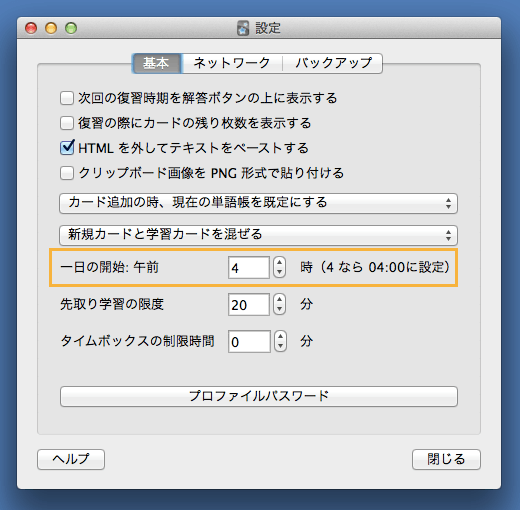 設定
基本 ネットワーク バックアップ
次回の復習時期を解答ボタンの上に表示する
復習の際にカードの残り枚数を表示する
HTML を外してテキストをペーストする
クリップボード画像を PNG 形式で貼り付ける
カード追加の時、現在の単語帳を既定にする
新規カードと学習カードを混ぜる
一日の開始: 午前 4 時（4 なら 04:00に設定）
先取り学習の限度 20 分
タイムボックスの制限時間 0 分
プロファイルパスワード
ヘルプ 閉じる